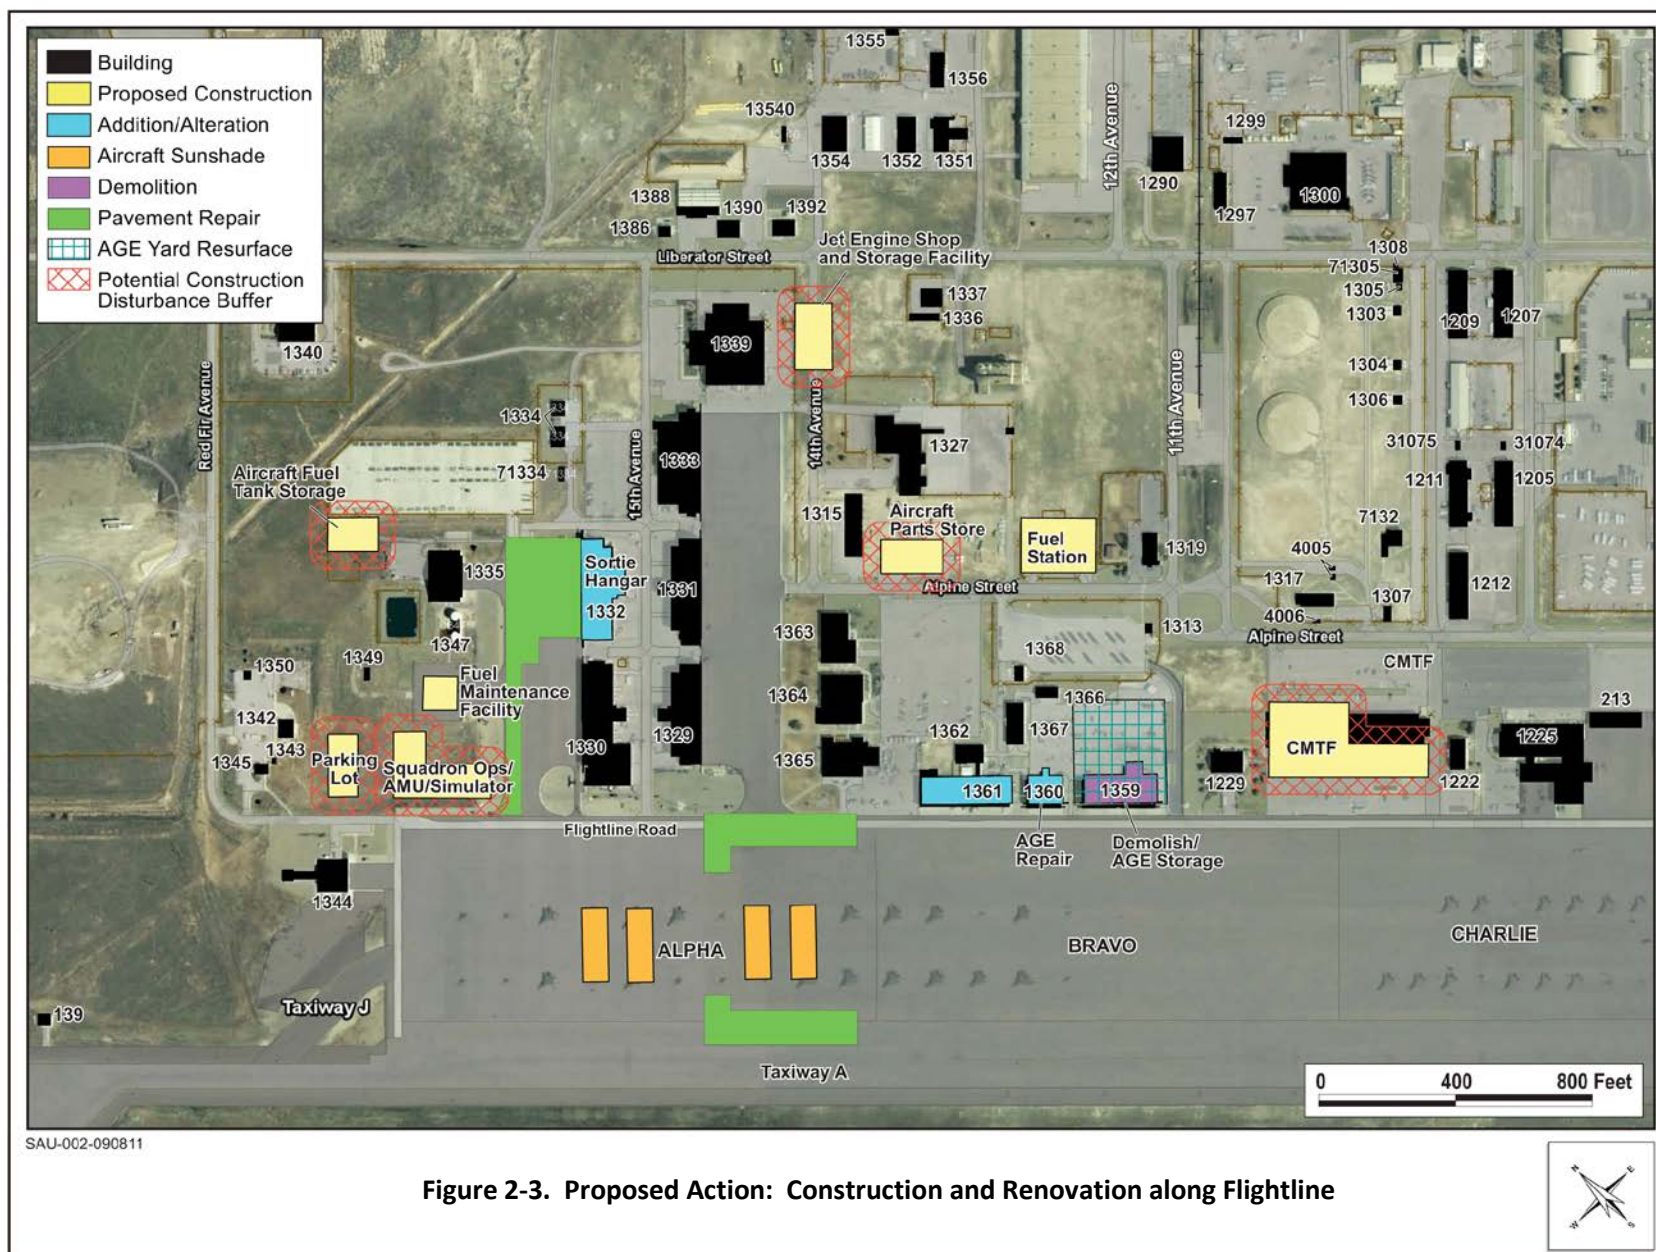 Building
Proposed Construction
Addition/Alteration
Aircraft Sunshade
Demolition
Pavement Repair
AGE Yard Resurface
Potential Construction
Disturbance Buffer
1355
1356
13540
1354
1352
1351
12th Avenue
1299
1290
1297
1300
1388
1390
1392
1386
Liberator Street
Jet Engine Shop
and Storage Facility
1308
71305
1305
1303
1337
1336
1209
1207
1339
1340
Red Fir Avenue
14th Avenue
11th Avenue
1304
1306
1334
71334
15th Avenue
1333
1327
31075
31074
1211
1205
Aircraft Fuel
Tank Storage
1315
Aircraft
Parts Store
Fuel
Station
1319
7132
4005
1317
1307
1212
4006
Alpine Street
Alpine Street
1335
Sortie
Hangar
1332
1331
1347
1363
1313
1350
1349
Fuel
Maintenance
Facility
1368
CMTF
1364
1366
213
1342
1343
1345
Parking
Lot
Squadron Ops/
AMU/Simulator
1330
1329
1365
1362
1367
1361
1360
1359
1229
CMTF
1222
1225
Flightline Road
AGE
Repair
Demolish/
AGE Storage
1344
ALPHA
BRAVO
CHARLIE
139
Taxiway J
Taxiway A
0 400 800 Feet
SAU-002-090811
Figure 2-3. Proposed Action: Construction and Renovation along Flightline
N E
W S